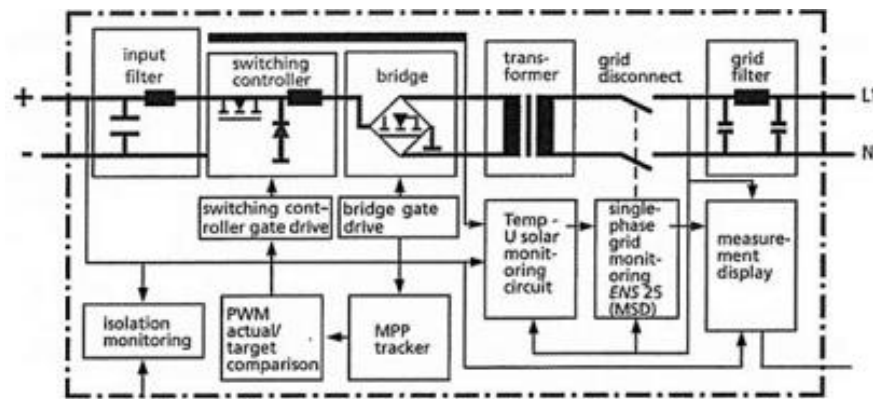 input
filter
switching
controller
bridge
trans-
former
grid
disconnect
grid
filter
+
-
L1
N
switching cont-
roller gate drive
bridge gate
drive
Temp -
U solar
monit-
oring
circuit
single-
phase
grid
monit-
oring
ENS 25
(MSD)
measure-
ment
display
isolation
monitoring
PWM
actual/
target
comparison
MPP
tracker